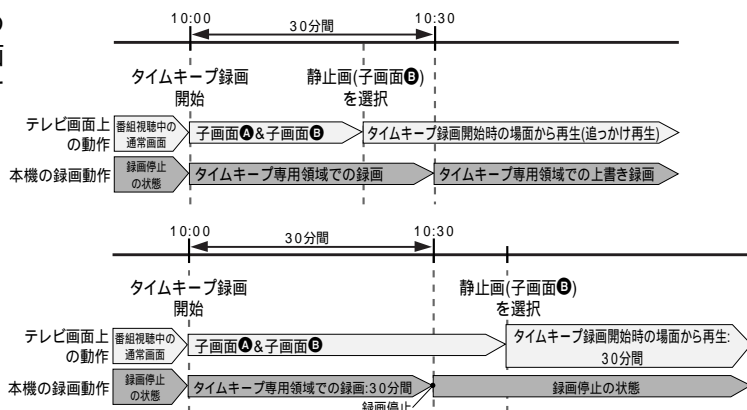 の
画
10:00 30分間 10:30
タイムキープ録画
開始
静止画(子画面B)
を選択
テレビ画面上
の動作
番組視聴中の
通常画面
子画面A&子画面B
タイムキープ録画開始時の場面から再生(追っかけ再生)
本機の録画動作
録画停止
の状態
タイムキープ専用領域での録画
タイムキープ専用領域での上書き録画
10:00 30分間 10:30
タイムキープ録画
開始
静止画(子画面B)
を選択
テレビ画面上
の動作
番組視聴中の
通常画面
子画面A&子画面B
タイムキープ録画開始時の場面から再生:
30分間
本機の録画動作
録画停止
の状態
タイムキープ専用領域での録画:30分間
録画停止の状態
録画停止